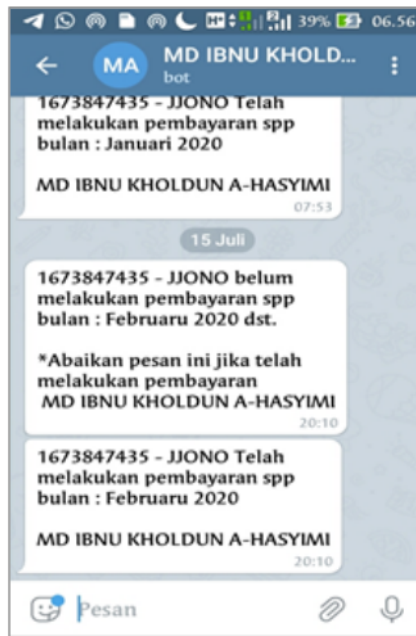 39% 06.56
MA
MD IBNU KHOLD...
bot
1673847435 - JJONO Telah
melakukan pembayaran spp
bulan : Januari 2020
MD IBNU KHOLDUN A-HASYIMI
07:53
15 Juli
1673847435 - JJONO belum
melakukan pembayaran spp
bulan : Februaru 2020 dst.
*Abaikan pesan ini jika telah
melakukan pembayaran
MD IBNU KHOLDUN A-HASYIMI
20:10
1673847435 - JJONO Telah
melakukan pembayaran spp
bulan : Februaru 2020
MD IBNU KHOLDUN A-HASYIMI
20:10
Pesan